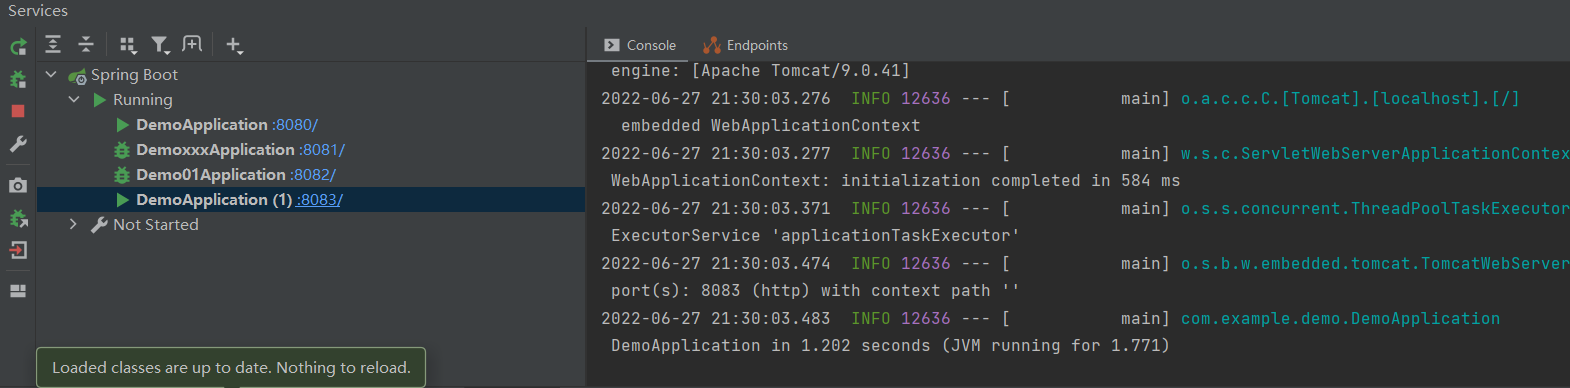 Services
Console
Endpoints
Spring Boot
Running
DemoApplication :8080/
DemoxxxApplication :8081/
Demo01Application :8082/
DemoApplication (1) :8083/
Not Started
engine: [Apache Tomcat/9.0.41]
2022-06-27 21:30:03.276  INFO 12636 --- [           main] o.a.c.c.C.[Tomcat].[localhost].[/]
embedded WebApplicationContext
2022-06-27 21:30:03.277  INFO 12636 --- [           main] w.s.c.ServletWebServerApplicationContex
WebApplicationContext: initialization completed in 584 ms
2022-06-27 21:30:03.371  INFO 12636 --- [           main] o.s.s.concurrent.ThreadPoolTaskExecutor
ExecutorService 'applicationTaskExecutor'
2022-06-27 21:30:03.474  INFO 12636 --- [           main] o.s.b.w.embedded.tomcat.TomcatWebServer
port(s): 8083 (http) with context path ''
2022-06-27 21:30:03.483  INFO 12636 --- [           main] com.example.demo.DemoApplication
DemoApplication in 1.202 seconds (JVM running for 1.771)
Loaded classes are up to date. Nothing to reload.